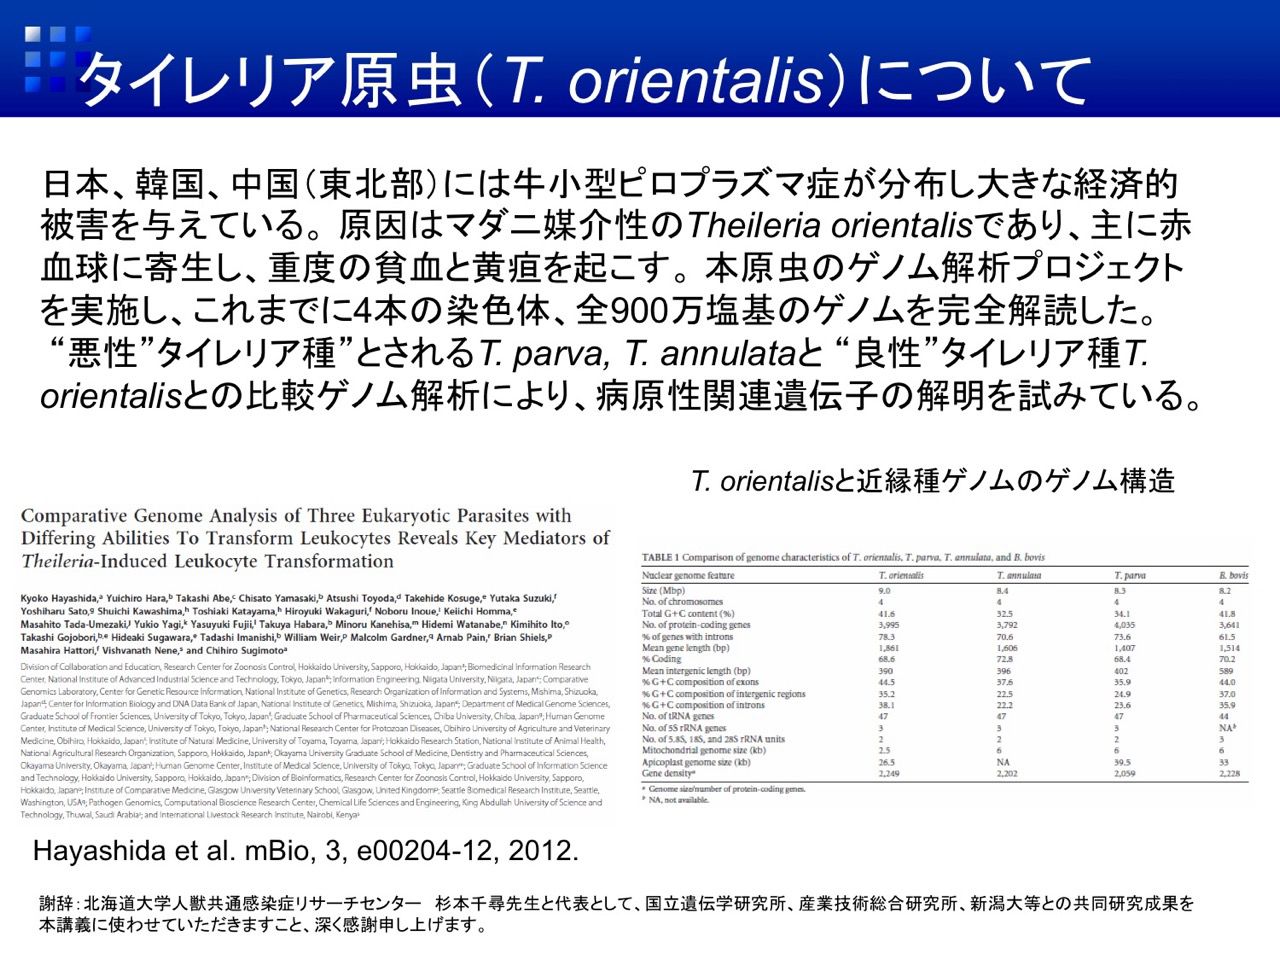 タイレリア原虫（T. orientalis）について
日本、韓国、中国（東北部）には牛小型ピロプラズマ症が分布し大きな経済的
被害を与えている。原因はマダニ媒介性のTheileria orientalisであり、主に赤
血球に寄生し、重度の貧血と黄疸を起こす。本原虫のゲノム解析プロジェクト
を実施し、これまでに4本の染色体、全900万塩基のゲノムを完全解読した。
“悪性”タイレリア種”とされるT. parva, T. annulataと “良性”タイレリア種T.
orientalisとの比較ゲノム解析により、病原性関連遺伝子の解明を試みている。
T. orientalisと近縁種ゲノムのゲノム構造
Comparative Genome Analysis of Three Eukaryotic Parasites with
Differing Abilities To Transform Leukocytes Reveals Key Mediators of
Theileria-Induced Leukocyte Transformation
Kyoko Hayashida,a Yuichiro Hara,b Takashi Abe,c Chisato Yamasaki,b Atsushi Toyoda,d Takehide Kosuge,e Yutaka Suzuki,f
Yoshiharu Sato,g Shuichi Kawashima,h Toshiaki Katayama,h Hiroyuki Wakaguri,f Noboru Inoue,i Keiichi Homma,e
Masahito Tada-Umezaki,j Yukio Yagi,k Yasuyuki Fujii,l Takuya Habara,b Minoru Kanehisa,m Hidemi Watanabe,n Kimihito Ito,o
Takashi Gojobori,b,e Hideaki Sugawara,e Tadashi Imanishi,b William Weir,p Malcolm Gardner,q Arnab Pain,r Brian Shiels,p
Masahira Hattori,f Vishvanath Nene,s and Chihiro Sugimotoa
Division of Collaboration and Education, Research Center for Zoonosis Control, Hokkaido University, Sapporo, Hokkaido, Japana; Biomedicinal Information Research
Center, National Institute of Advanced Industrial Science and Technology, Tokyo, Japanb; Information Engineering, Niigata University, Niigata, Japanc; Comparative
Genomics Laboratory, Center for Genetic Resource Information, National Institute of Genetics, Research Organization of Information and Systems, Mishima, Shizuoka,
Japand; Center for Information Biology and DNA Data Bank of Japan, National Institute of Genetics, Mishima, Shizuoka, Japane; Department of Medical Genome Sciences,
Graduate School of Frontier Sciences, University of Tokyo, Tokyo, Japanf; Graduate School of Pharmaceutical Sciences, Chiba University, Chiba, Japang; Human Genome
Center, Institute of Medical Science, University of Tokyo, Tokyo, Japanh; National Research Center for Protozoan Diseases, Obihiro University of Agriculture and Veterinary
Medicine, Obihiro, Hokkaido, Japani; Institute of Natural Medicine, University of Toyama, Toyama, Japanj; Hokkaido Research Station, National Institute of Animal Health,
National Agricultural Research Organization, Sapporo, Hokkaido, Japank; Okayama University Graduate School of Medicine, Dentistry and Pharmaceutical Sciences,
Okayama University, Okayama, Japanl; Human Genome Center, Institute of Medical Science, University of Tokyo, Tokyo, Japanm; Graduate School of Information Science
and Technology, Hokkaido University, Sapporo, Hokkaido, Japann; Division of Bioinformatics, Research Center for Zoonosis Control, Hokkaido University, Sapporo,
Hokkaido, Japano; Institute of Comparative Medicine, Glasgow University Veterinary School, Glasgow, United Kingdomp; Seattle Biomedical Research Institute, Seattle,
Washington, USAq; Pathogen Genomics, Computational Bioscience Research Center, Chemical Life Sciences and Engineering, King Abdullah University of Science and
Technology, Thuwal, Saudi Arabiar; and International Livestock Research Institute, Nairobi, Kenyas
TABLE 1 Comparison of genome characteristics of T. orientalis, T. parva, T. annulata, and B. bovis
Nuclear genome feature T. orientalis T. annulata T. parva B. bovis
Size (Mbp) 9.0 8.4 8.3 8.2
No. of chromosomes 4 4 4 4
Total G+C content (%) 41.6 32.5 34.1 41.8
No. of protein-coding genes 3,995 3,792 4,035 3,641
% of genes with introns 78.3 70.6 73.6 61.5
Mean gene length (bp) 1,861 1,606 1,407 1,514
% Coding 68.6 72.8 68.4 70.2
Mean intergenic length (bp) 390 396 402 589
% G+C composition of exons 44.5 37.6 35.9 44.0
% G+C composition of intergenic regions 35.2 22.5 24.9 37.0
% G+C composition of introns 38.1 22.2 23.6 35.9
No. of tRNA genes 47 47 47 44
No. of 5S rRNA genes 3 3 3 NAb
No. of 5.8S, 18S, and 28S rRNA units 2 2 2 3
Mitochondrial genome size (kb) 2.5 6 6 6
Apicoplast genome size (kb) 26.5 NA 39.5 33
Gene densitya 2,249 2,202 2,059 2,228
a Genome size/number of protein-coding genes.
b NA, not available.
Hayashida et al. mBio, 3, e00204-12, 2012.
謝辞：北海道大学人獣共通感染症リサーチセンター　杉本千尋先生と代表として、国立遺伝学研究所、産業技術総合研究所、新潟大等との共同研究成果を
本講義に使わせていただきますこと、深く感謝申し上げます。